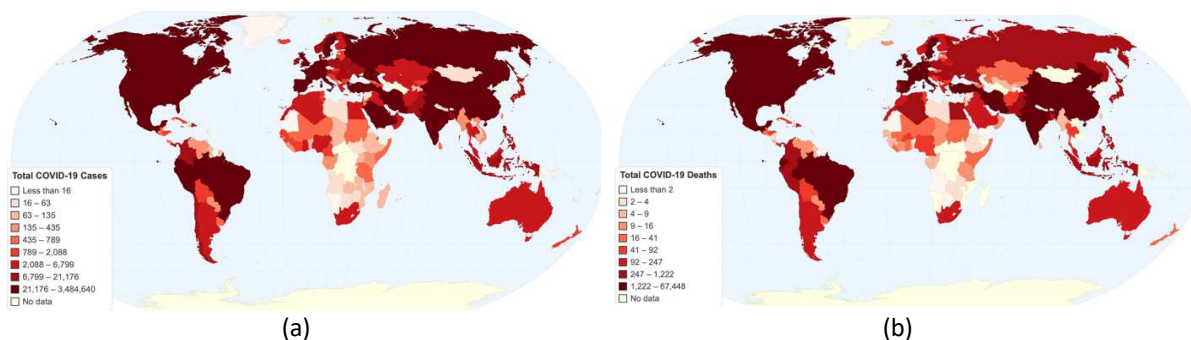 Total COVID-19 Cases
Less than 16
16 – 63
63 – 135
135 – 435
435 – 789
789 – 2,088
2,088 – 6,799
6,799 – 21,176
21,176 – 3,484,640
No data
(a)
Total COVID-19 Deaths
Less than 2
2 – 4
4 – 9
9 – 16
16 – 41
41 – 92
92 – 247
247 – 1,222
1,222 – 67,448
No data
(b)